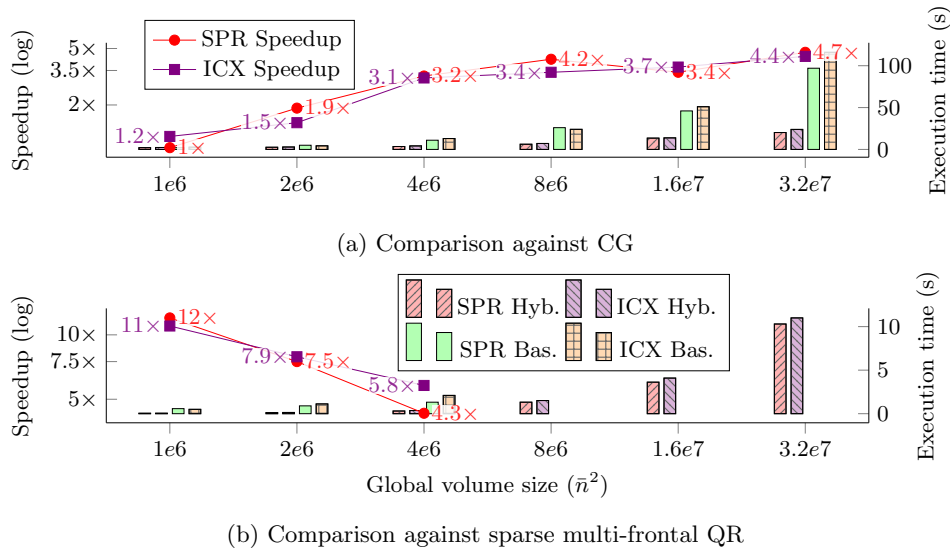 SPR Speedup
ICX Speedup
Speedup (log)
5×
3.5×
2×
1.2×
1×
1.5×
1.9×
3.1×
3.2×
3.4×
4.2×
3.7×
3.4×
4.4×
4.7×
100
50
0
Execution time (s)
1e6 2e6 4e6 8e6 1.6e7 3.2e7
(a) Comparison against CG
SPR Hyb. ICX Hyb.
SPR Bas. ICX Bas.
Speedup (log)
10×
7.5×
5×
11×
12×
7.9×
7.5×
5.8×
4.3×
10
5
0
Execution time (s)
1e6 2e6 4e6 8e6 1.6e7 3.2e7
Global volume size (n̄²)
(b) Comparison against sparse multi-frontal QR